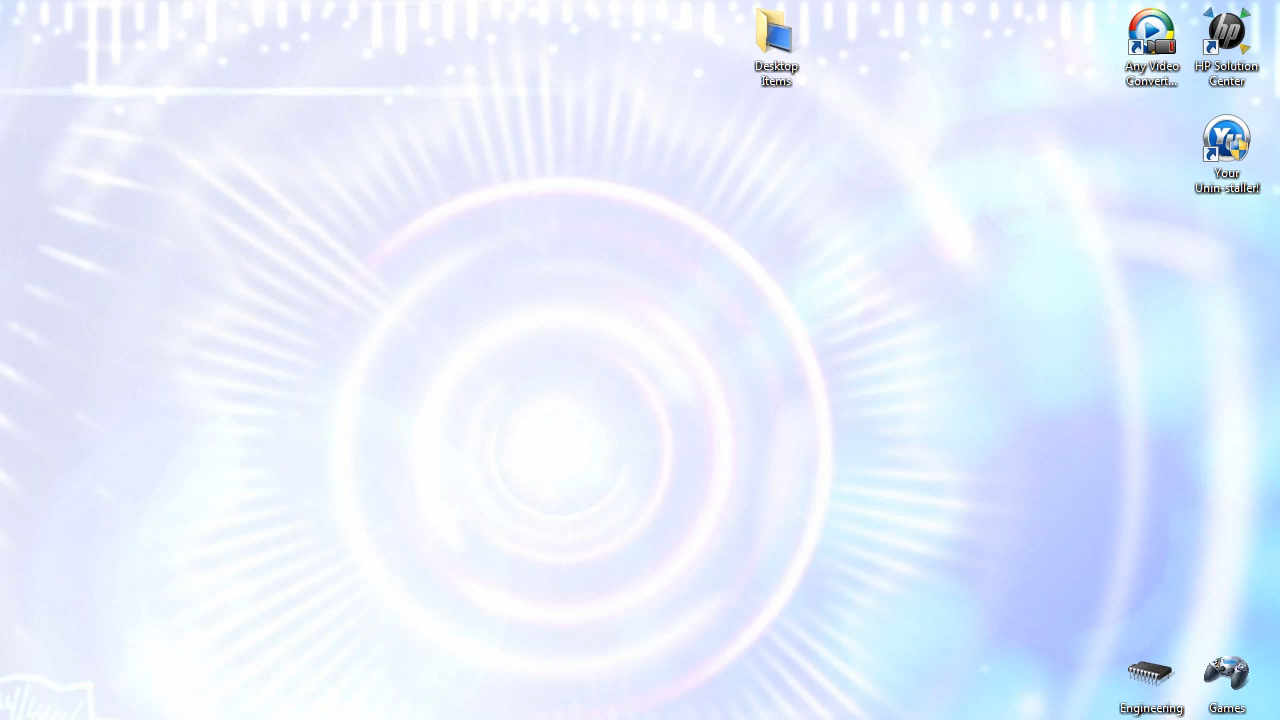 Desktop
Items
Any Video
Convert...
HP Solution
Center
Your
Unin-staller!
Engineering
Games